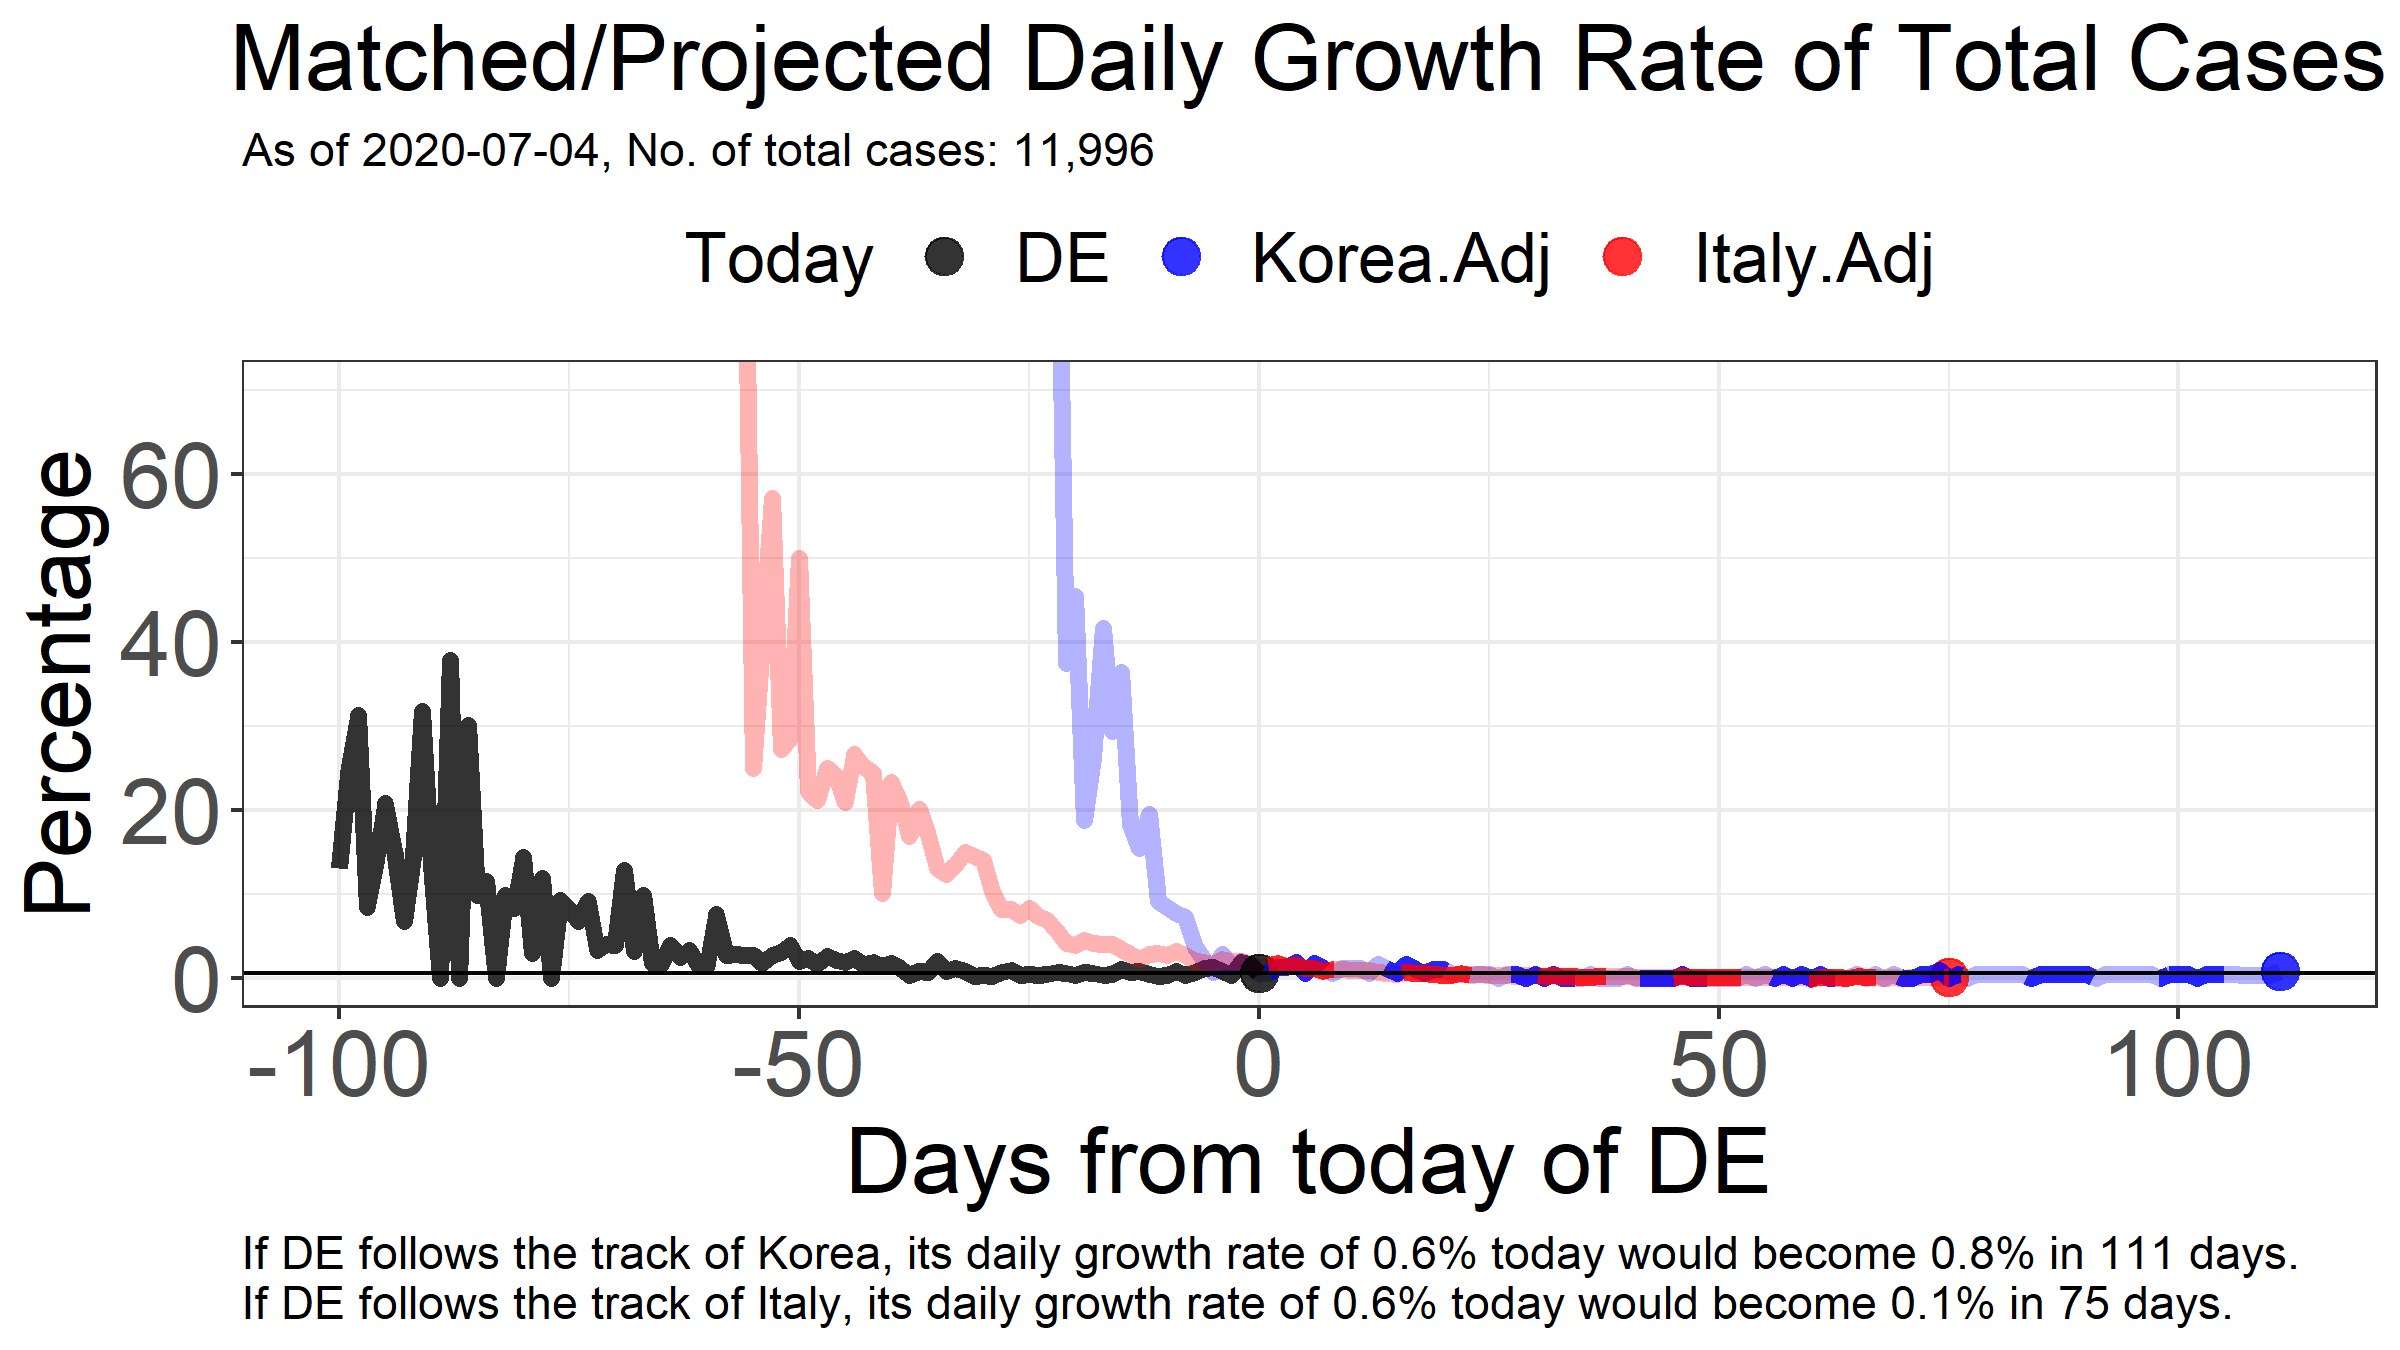 Matched/Projected Daily Growth Rate of Total Cases
As of 2020-07-04, No. of total cases: 11,996
Today DE Korea.Adj Italy.Adj
Percentage
60
40
20
0
-100 -50 0 50 100
Days from today of DE
If DE follows the track of Korea, its daily growth rate of 0.6% today would become 0.8% in 111 days.
If DE follows the track of Italy, its daily growth rate of 0.6% today would become 0.1% in 75 days.